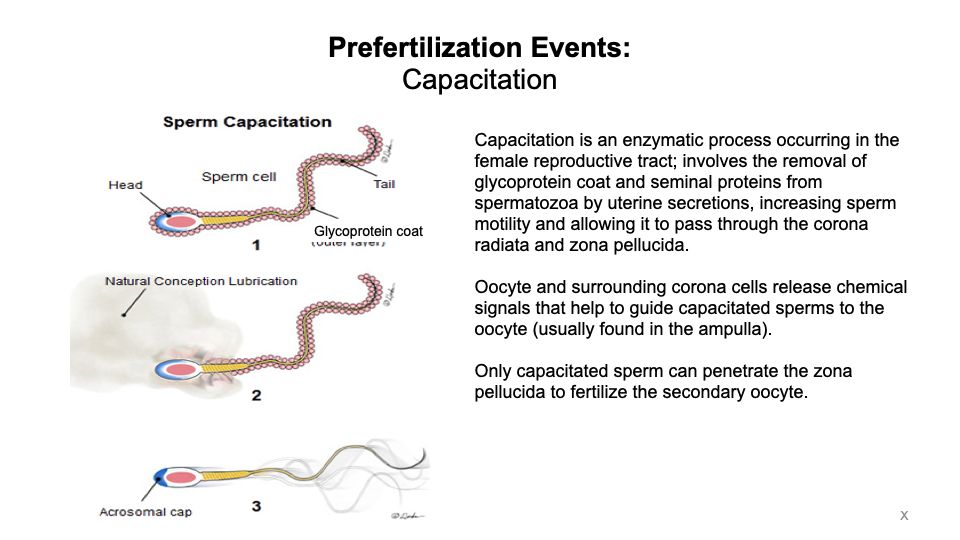 Prefertilization Events:
Capacitation
Sperm Capacitation
Head
Sperm cell
Tail
Glycoprotein coat
(outer layer)
1
Natural Conception Lubrication
2
Acrosomal cap
3
Capacitation is an enzymatic process occurring in the
female reproductive tract; involves the removal of
glycoprotein coat and seminal proteins from
spermatozoa by uterine secretions, increasing sperm
motility and allowing it to pass through the corona
radiata and zona pellucida.
Oocyte and surrounding corona cells release chemical
signals that help to guide capacitated sperms to the
oocyte (usually found in the ampulla).
Only capacitated sperm can penetrate the zona
pellucida to fertilize the secondary oocyte.
X